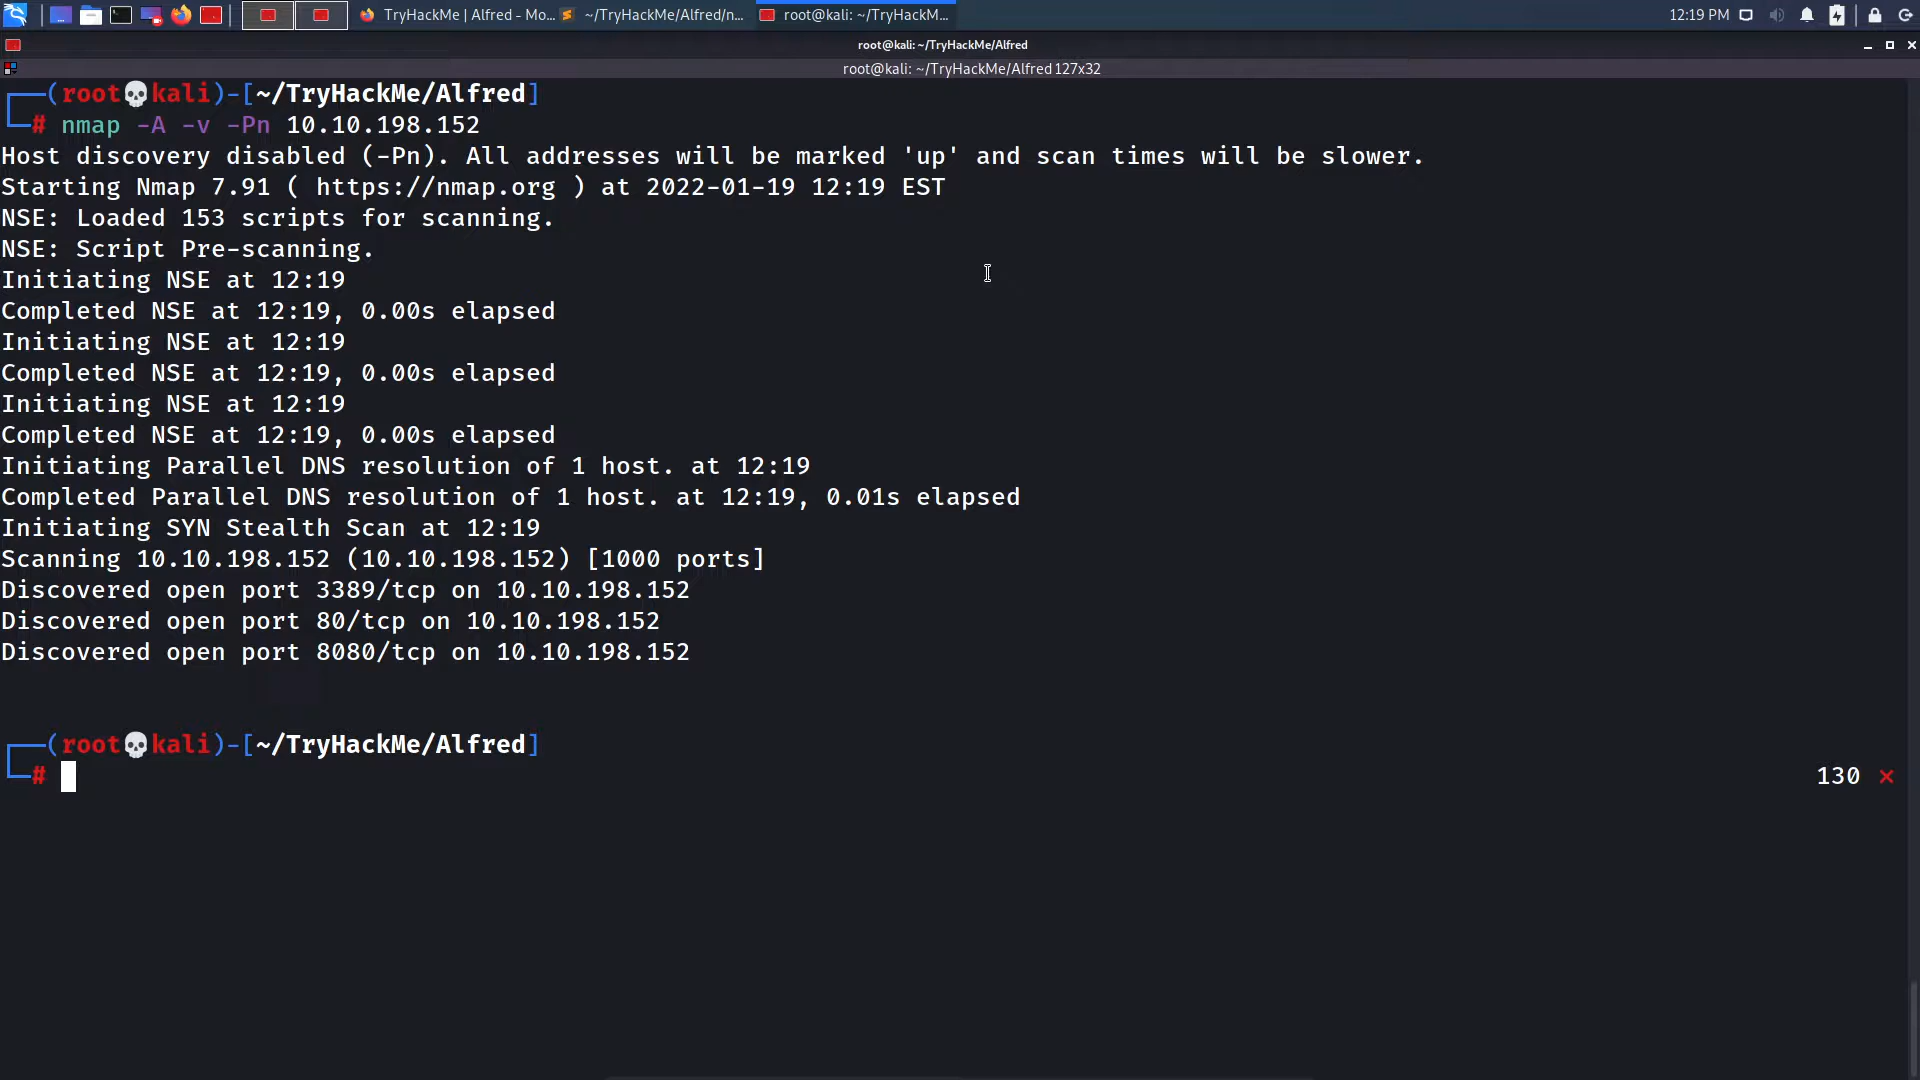 TryHackMe | Alfred - Mo...
~/TryHackMe/Alfred/n...
root@kali: ~/TryHackM...
12:19 PM
root@kali: ~/TryHackMe/Alfred
root@kali: ~/TryHackMe/Alfred 127x32
┌──(root💀kali)-[~/TryHackMe/Alfred]
└─# nmap -A -v -Pn 10.10.198.152
Host discovery disabled (-Pn). All addresses will be marked 'up' and scan times will be slower.
Starting Nmap 7.91 ( https://nmap.org ) at 2022-01-19 12:19 EST
NSE: Loaded 153 scripts for scanning.
NSE: Script Pre-scanning.
Initiating NSE at 12:19
Completed NSE at 12:19, 0.00s elapsed
Initiating NSE at 12:19
Completed NSE at 12:19, 0.00s elapsed
Initiating NSE at 12:19
Completed NSE at 12:19, 0.00s elapsed
Initiating Parallel DNS resolution of 1 host. at 12:19
Completed Parallel DNS resolution of 1 host. at 12:19, 0.01s elapsed
Initiating SYN Stealth Scan at 12:19
Scanning 10.10.198.152 (10.10.198.152) [1000 ports]
Discovered open port 3389/tcp on 10.10.198.152
Discovered open port 80/tcp on 10.10.198.152
Discovered open port 8080/tcp on 10.10.198.152
┌──(root💀kali)-[~/TryHackMe/Alfred]
└─# 130 ⨯